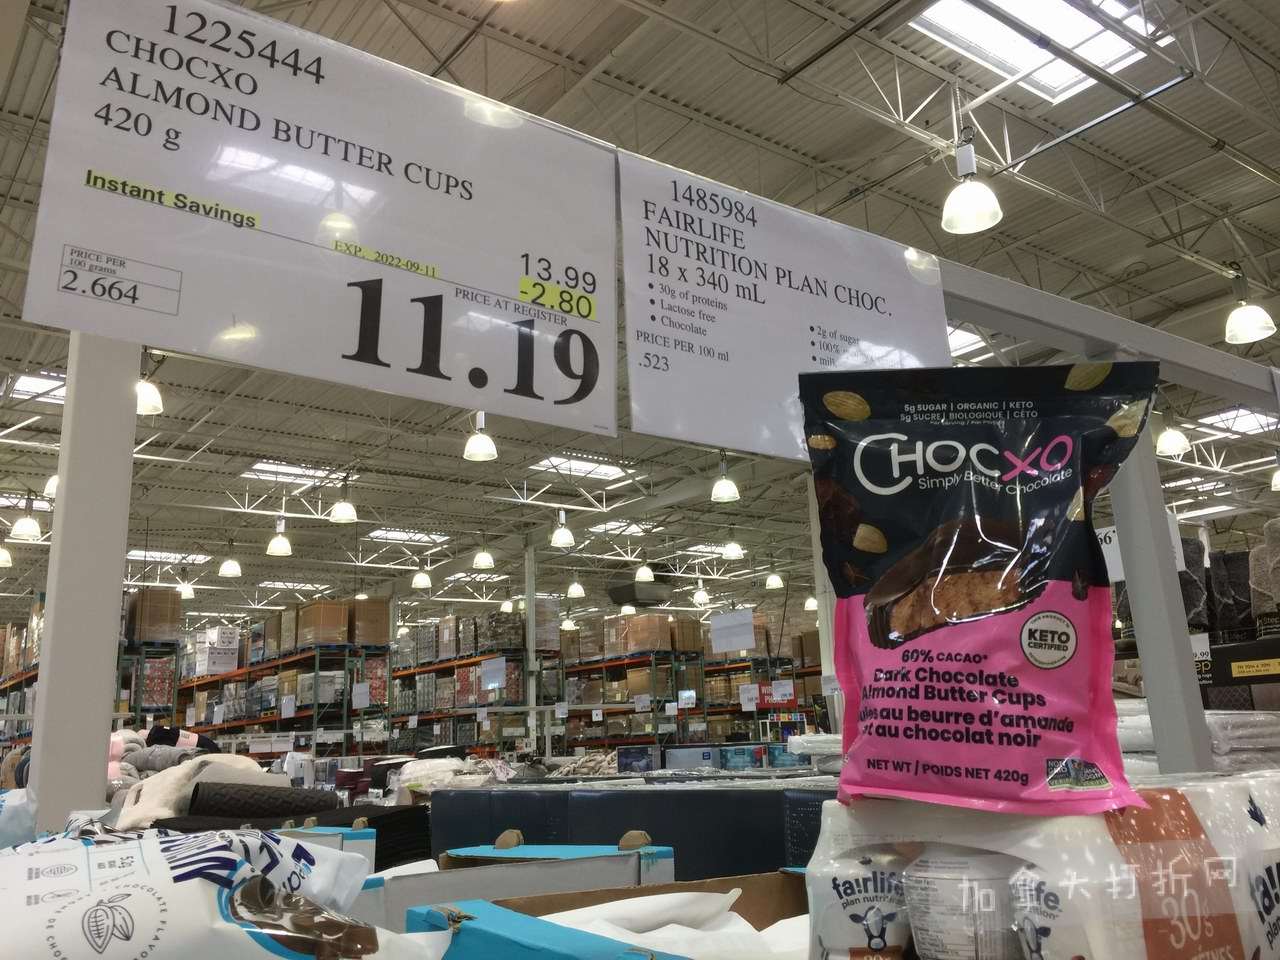 1225444
CHOCXO
ALMOND BUTTER CUPS
420 g
Instant Savings
EXP. 2022-09-11
13.99
-2.80
PRICE AT REGISTER
11.19
PRICE PER
100 grams
2.664
1485984
FAIRLIFE
NUTRITION PLAN CHOC.
18 x 340 mL
• 30g of proteins
• Lactose free
• Chocolate
• 2g of sugar
• 100%
PRICE PER 100 ml
.523
5g SUGAR | ORGANIC | KETO
5g SUCRE | BIOLOGIQUE | CÉTO
CHOCXO
Simply Better Chocolate
KETO
CERTIFIED
60% CACAO
Dark Chocolate
Almond Butter Cups
au beurre d'amande
et au chocolat noir
NET WT / POIDS NET 420g
fa!rlife
plan
加拿大打折网
30g